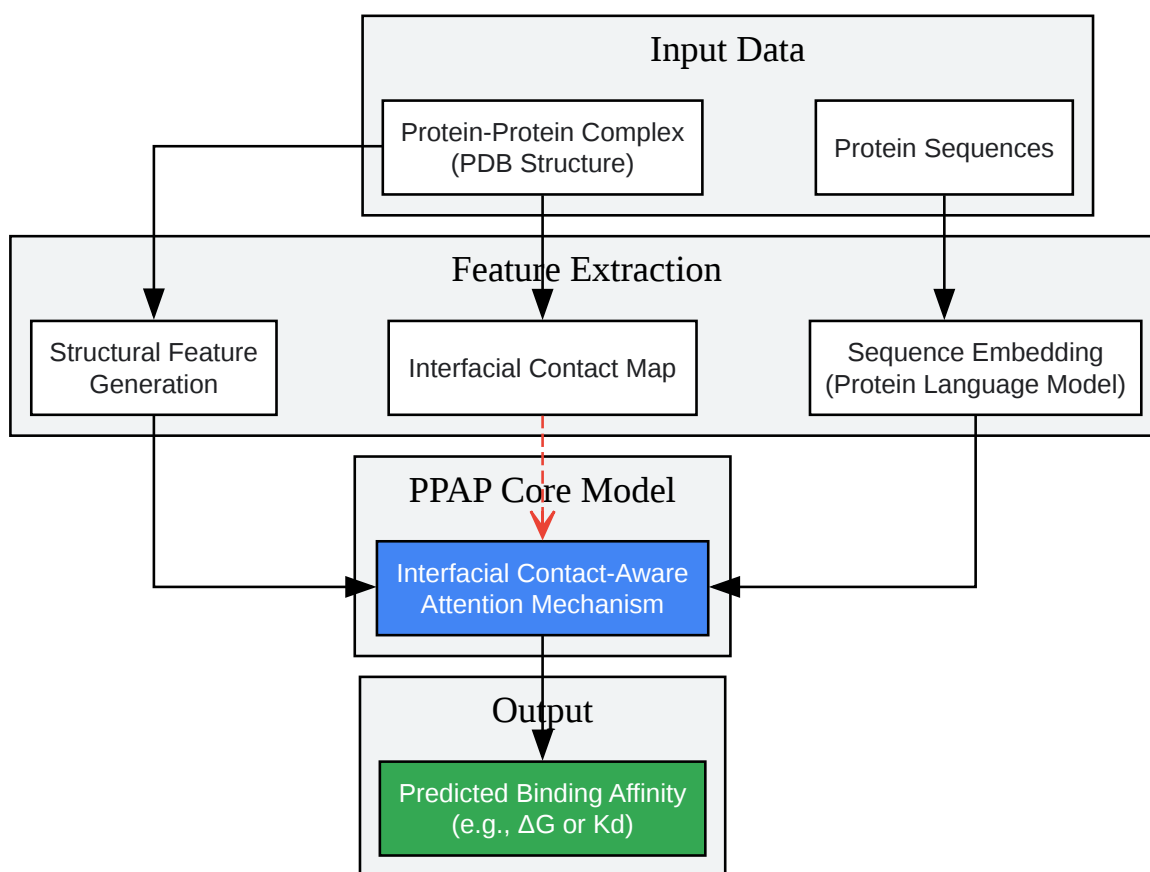 Input Data
Protein-Protein Complex
(PDB Structure)
Protein Sequences
Feature Extraction
Structural Feature
Generation
Interfacial Contact Map
Sequence Embedding
(Protein Language Model)
PPAP Core Model
Interfacial Contact-Aware
Attention Mechanism
Output
Predicted Binding Affinity
(e.g., ΔG or Kd)